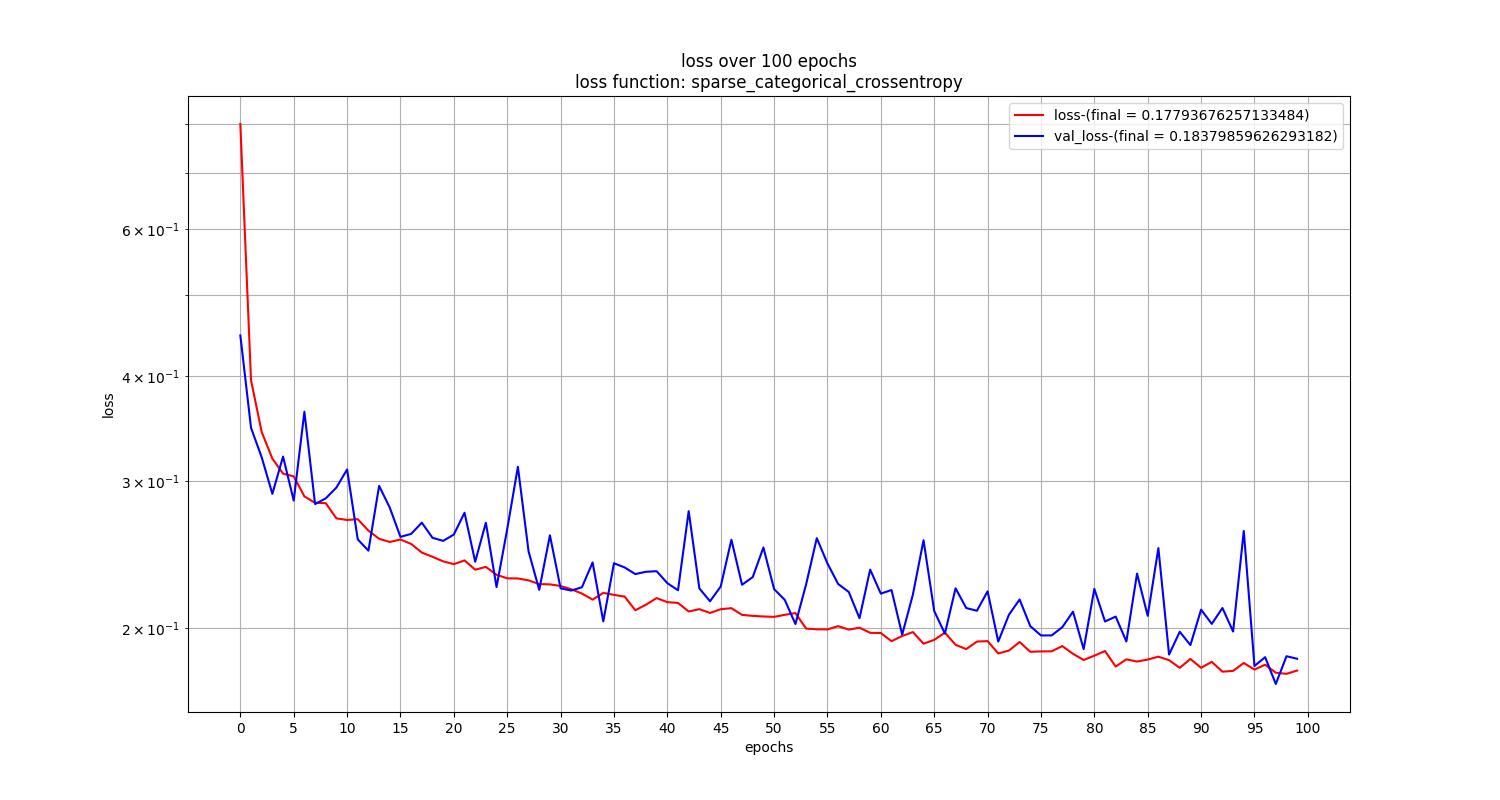 loss over 100 epochs
loss function: sparse_categorical_crossentropy
loss-(final = 0.17793676257133484)
val_loss-(final = 0.18379859626293182)
6 × 10⁻¹
4 × 10⁻¹
3 × 10⁻¹
2 × 10⁻¹
loss
0 5 10 15 20 25 30 35 40 45 50 55 60 65 70 75 80 85 90 95 100
epochs